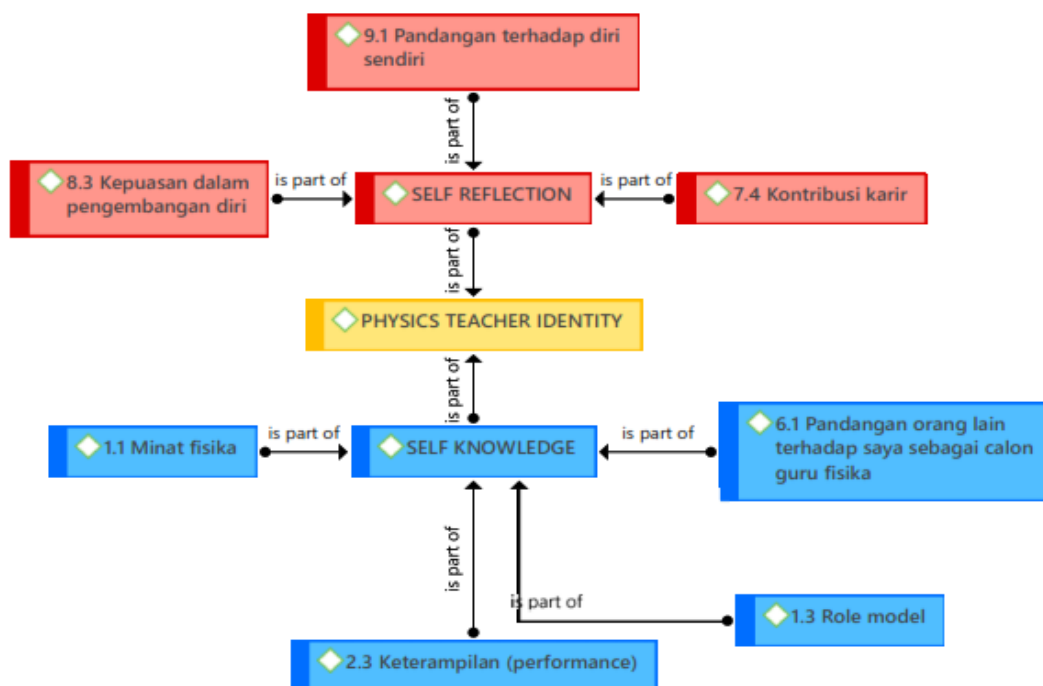 9.1 Pandangan terhadap diri
sendiri
is part of
8.3 Kepuasan dalam
pengembangan diri
is part of
SELF REFLECTION
is part of
7.4 Kontribusi karir
is part of
PHYSICS TEACHER IDENTITY
is part of
1.1 Minat fisika
is part of
SELF KNOWLEDGE
is part of
6.1 Pandangan orang lain
terhadap saya sebagai calon
guru fisika
is part of
is part of
1.3 Role model
2.3 Keterampilan (performance)